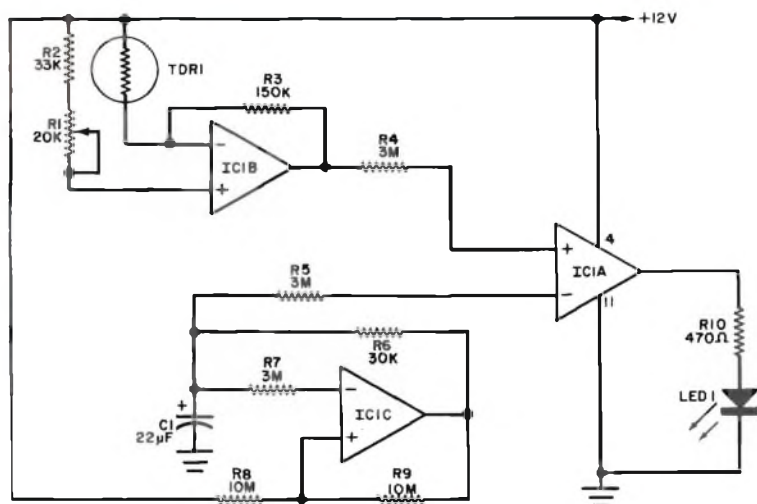 +12V
R2
33K
TDR1
R3
150K
R1
20K
R4
3M
−
IC1B
+
+
4
IC1A
−
11
R5
3M
R6
30K
R7
3M
R10
470Ω
−
IC1C
+
+
C1
22µF
LED1
R8
10M
R9
10M